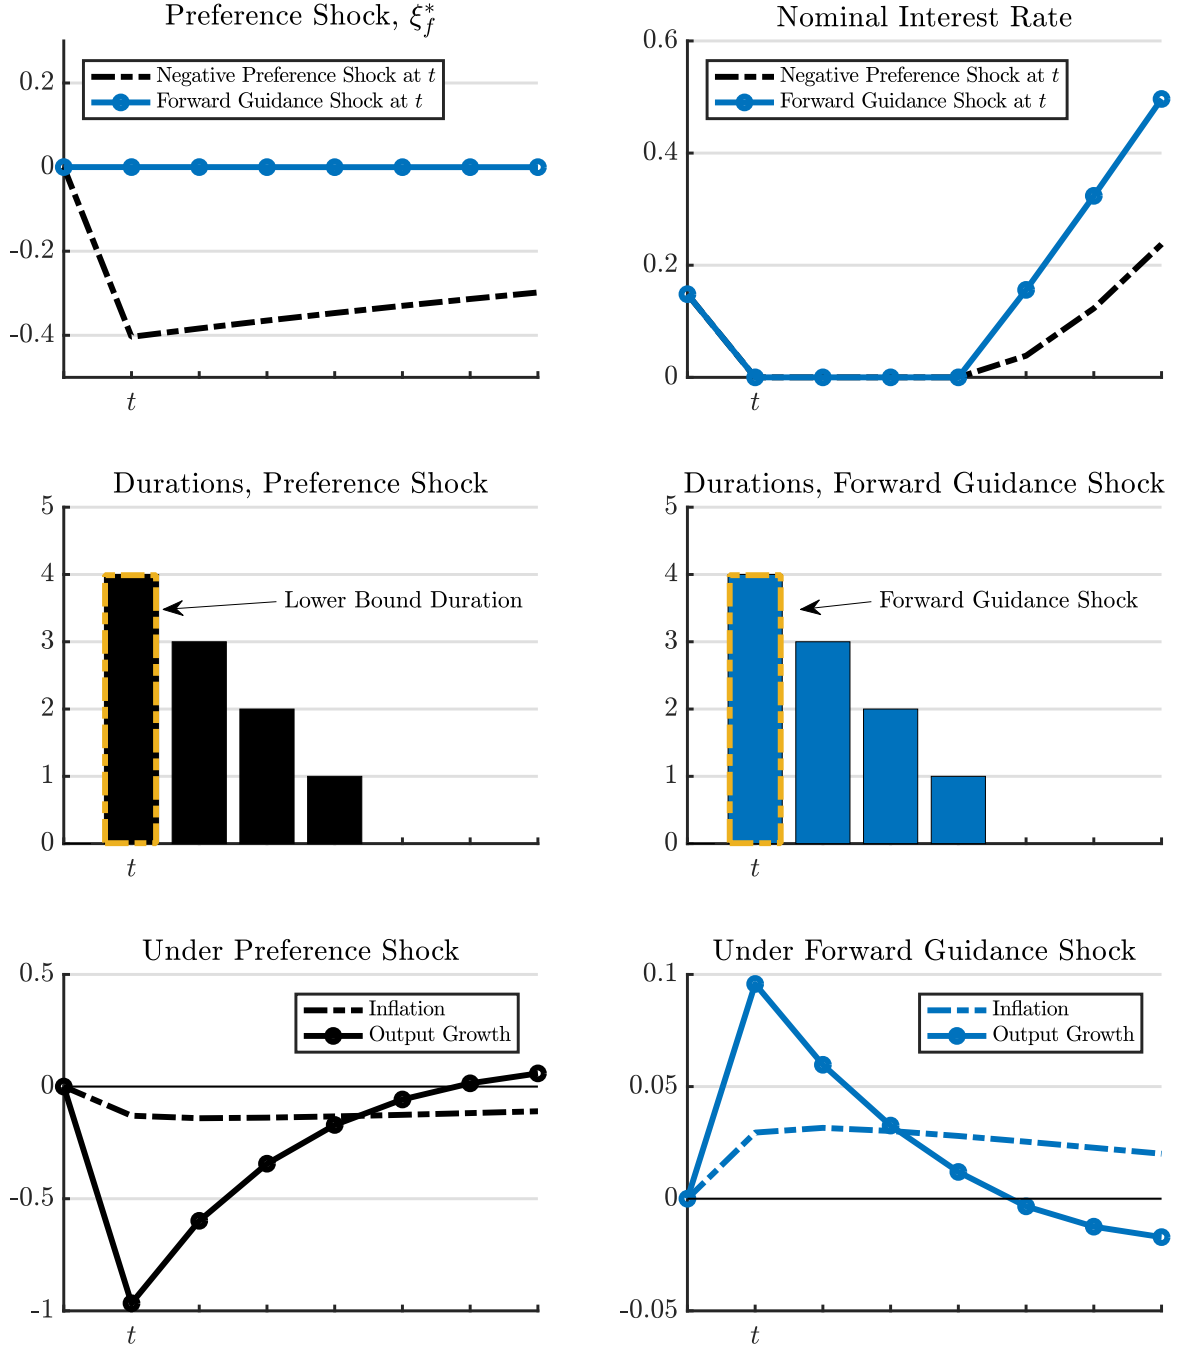 Preference Shock, ξ*f
0.2
0
-0.2
-0.4
Negative Preference Shock at t
Forward Guidance Shock at t
t
Nominal Interest Rate
0.6
0.4
0.2
0
Negative Preference Shock at t
Forward Guidance Shock at t
t
Durations, Preference Shock
5
4
3
2
1
0
Lower Bound Duration
t
Durations, Forward Guidance Shock
5
4
3
2
1
0
Forward Guidance Shock
t
Under Preference Shock
0.5
0
-0.5
-1
Inflation
Output Growth
t
Under Forward Guidance Shock
0.1
0.05
0
-0.05
Inflation
Output Growth
t